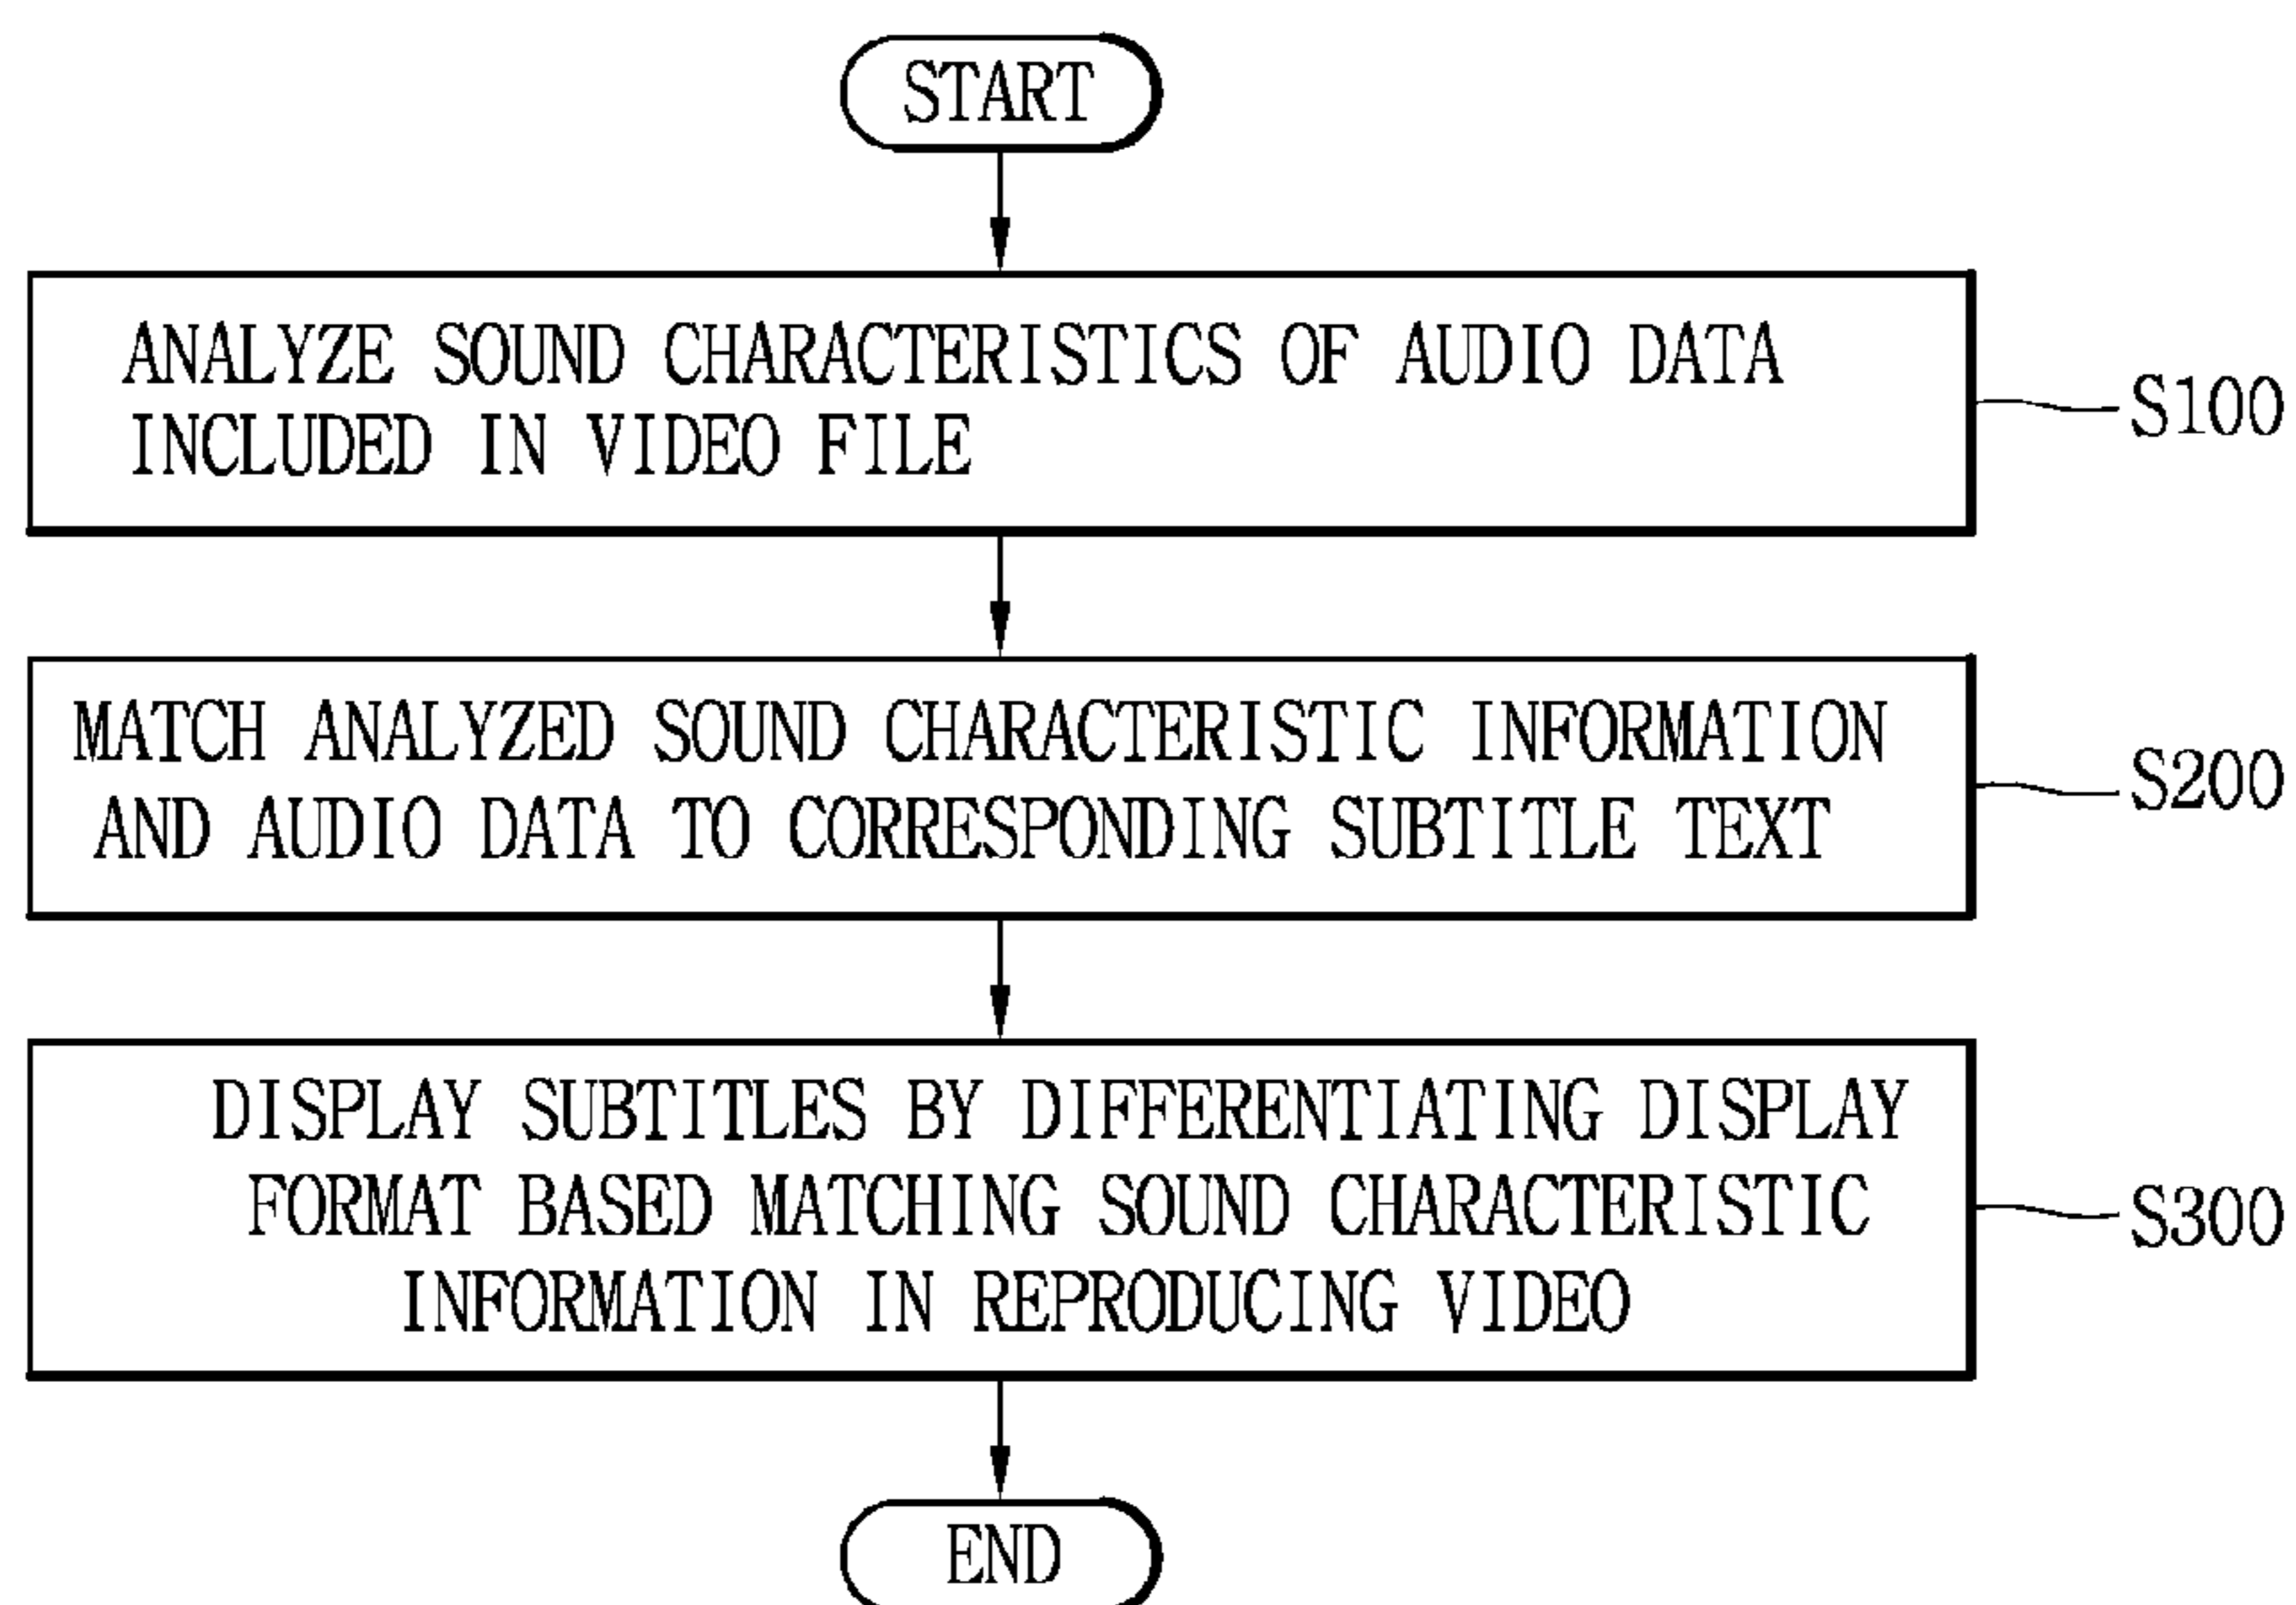 START
ANALYZE SOUND CHARACTERISTICS OF AUDIO DATA
INCLUDED IN VIDEO FILE
S100
MATCH ANALYZED SOUND CHARACTERISTIC INFORMATION
AND AUDIO DATA TO CORRESPONDING SUBTITLE TEXT
S200
DISPLAY SUBTITLES BY DIFFERENTIATING DISPLAY
FORMAT BASED MATCHING SOUND CHARACTERISTIC
INFORMATION IN REPRODUCING VIDEO
S300
END